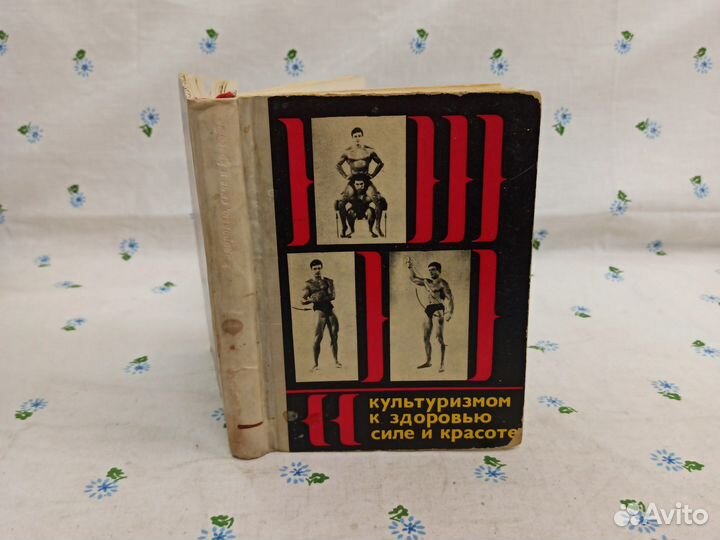 культуризмом
к здоровью
силе и красоте
Avito